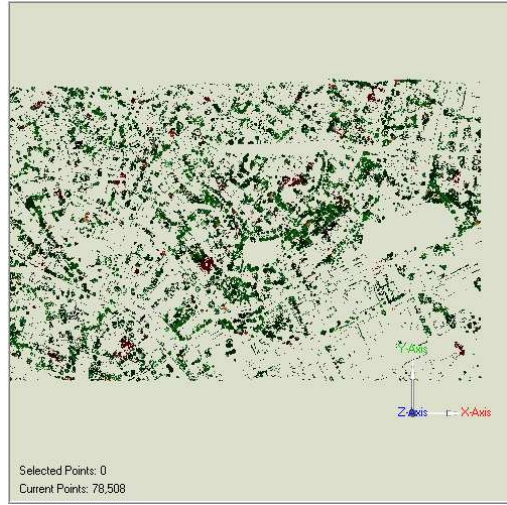 Y-Axis
Z-Axis X-Axis
Selected Points: 0
Current Points: 78,508